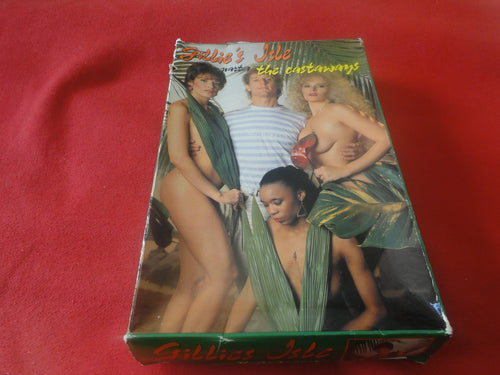 Gillie's Isle
the castaways
Gillies Isle